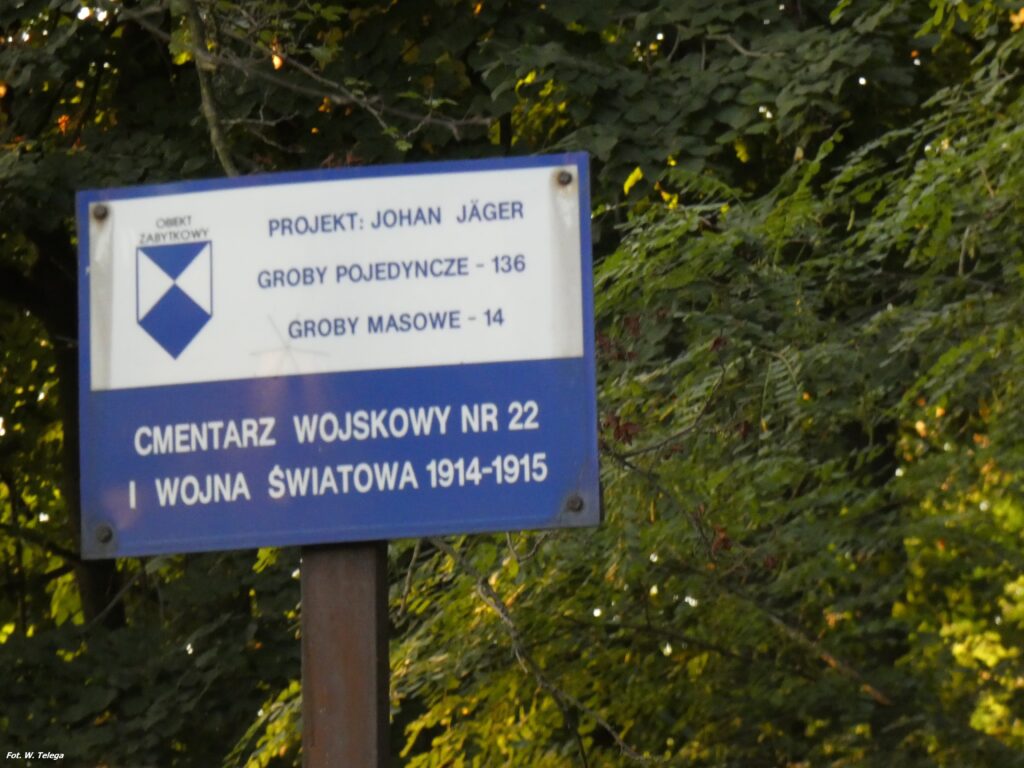 OBIEKT
ZABYTKOWY
PROJEKT: JOHAN JÄGER
GROBY POJEDYNCZE - 136
GROBY MASOWE - 14
CMENTARZ WOJSKOWY NR 22
I WOJNA ŚWIATOWA 1914-1915
Fot. W. Telega